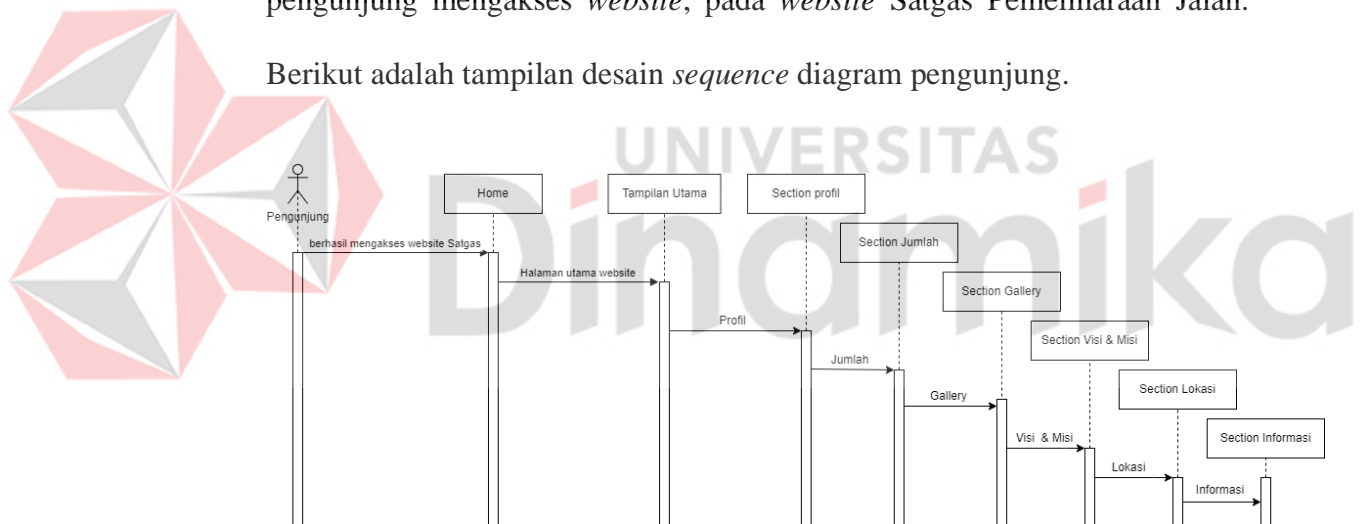 pengunjung mengakses website, pada website Satgas Pemeliharaan Jalan.
Berikut adalah tampilan desain sequence diagram pengunjung.
UNIVERSITAS
Dinamika
Pengunjung
Home
Tampilan Utama
Section profil
Section Jumlah
Section Gallery
Section Visi & Misi
Section Lokasi
Section Informasi
berhasil mengakses website Satgas
Halaman utama website
Profil
Jumlah
Gallery
Visi & Misi
Lokasi
Informasi